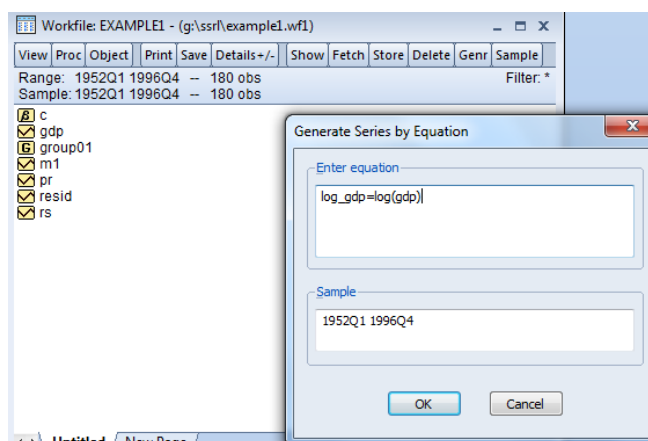 Workfile: EXAMPLE1 - (g:\ssrl\example1.wf1)
View Proc Object Print Save Details+/- Show Fetch Store Delete Genr Sample
Range: 1952Q1 1996Q4 -- 180 obs Filter: *
Sample: 1952Q1 1996Q4 -- 180 obs
B c
gdp
G group01
m1
pr
resid
rs
Generate Series by Equation
Enter equation
log_gdp=log(gdp)
Sample
1952Q1 1996Q4
OK Cancel
Untitled New Page